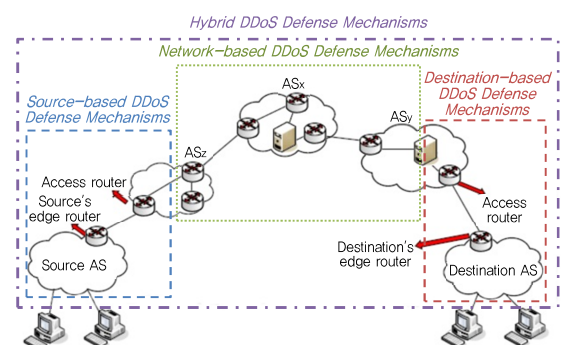 Hybrid DDoS Defense Mechanisms
Network-based DDoS Defense Mechanisms
Source-based DDoS
Defense Mechanisms
Destination-based
DDoS Defense
Mechanisms
ASx
ASy
ASz
Access router
Source's
edge router
Source AS
Access
router
Destination's
edge router
Destination AS